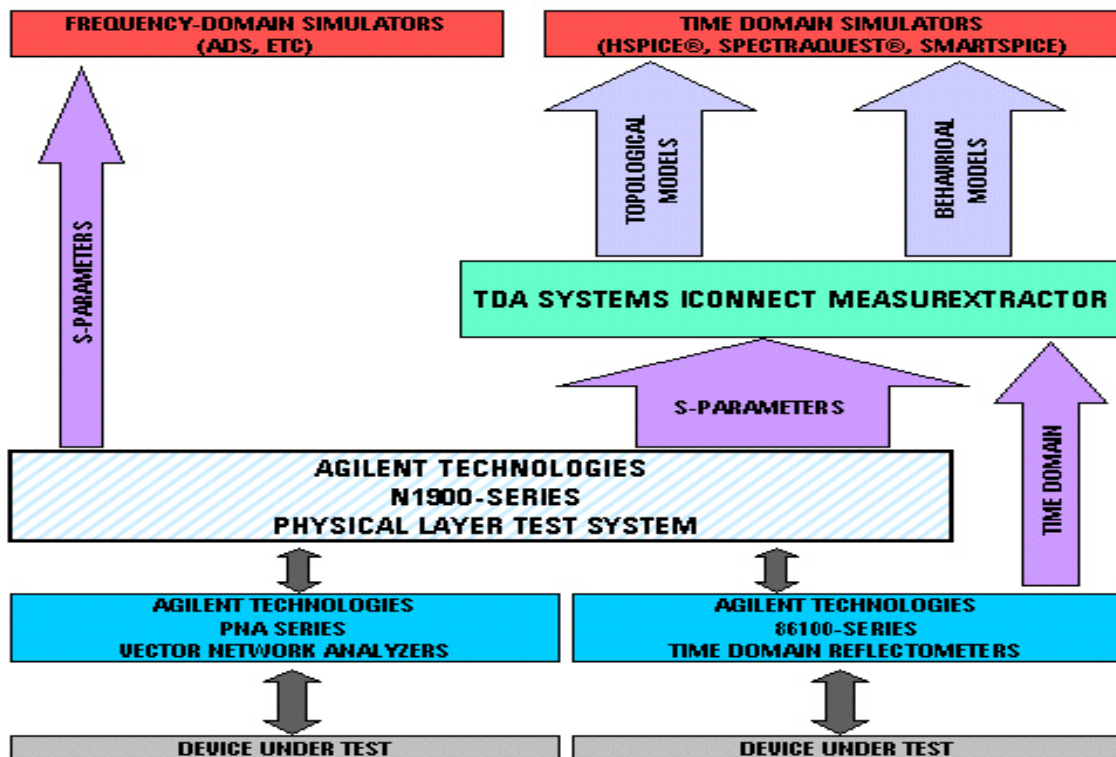 FREQUENCY-DOMAIN SIMULATORS
(ADS, ETC)
TIME DOMAIN SIMULATORS
(HSPICE®, SPECTRAQUEST®, SMARTSPICE)
S-PARAMETERS
TOPOLOGICAL
MODELS
BEHAVRIOAL
MODELS
TDA SYSTEMS ICONNECT MEASUREXTRACTOR
S-PARAMETERS
TIME DOMAIN
AGILENT TECHNOLOGIES
N1900-SERIES
PHYSICAL LAYER TEST SYSTEM
AGILENT TECHNOLOGIES
PNA SERIES
VECTOR NETWORK ANALYZERS
AGILENT TECHNOLOGIES
86100-SERIES
TIME DOMAIN REFLECTOMETERS
DEVICE UNDER TEST
DEVICE UNDER TEST